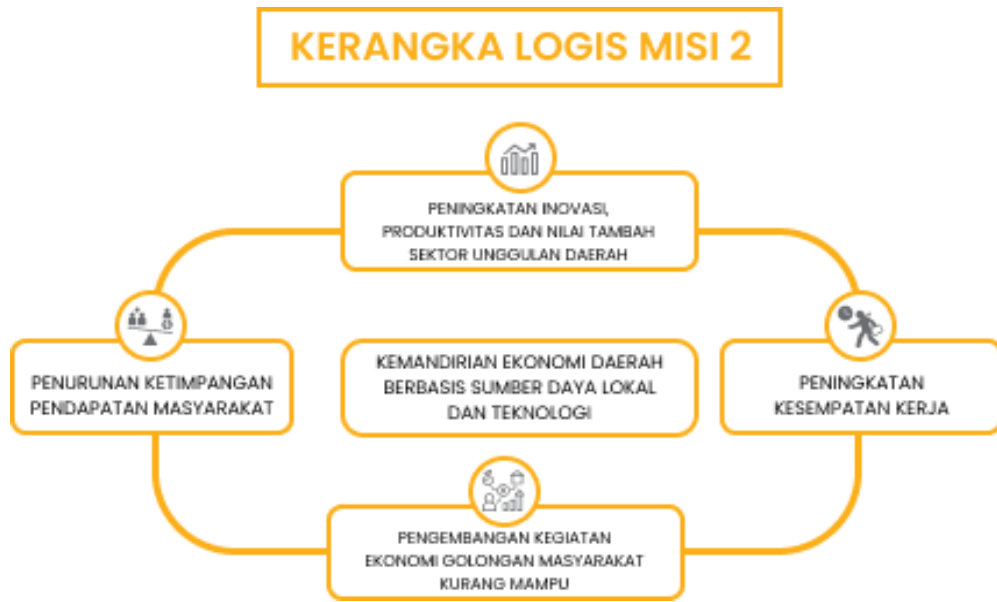 KERANGKA LOGIS MISI 2
PENINGKATAN INOVASI,
PRODUKTIVITAS DAN NILAI TAMBAH
SEKTOR UNGGULAN DAERAH
PENURUNAN KETIMPANGAN
PENDAPATAN MASYARAKAT
KEMANDIRIAN EKONOMI DAERAH
BERBASIS SUMBER DAYA LOKAL
DAN TEKNOLOGI
PENINGKATAN
KESEMPATAN KERJA
PENGEMBANGAN KEGIATAN
EKONOMI GOLONGAN MASYARAKAT
KURANG MAMPU